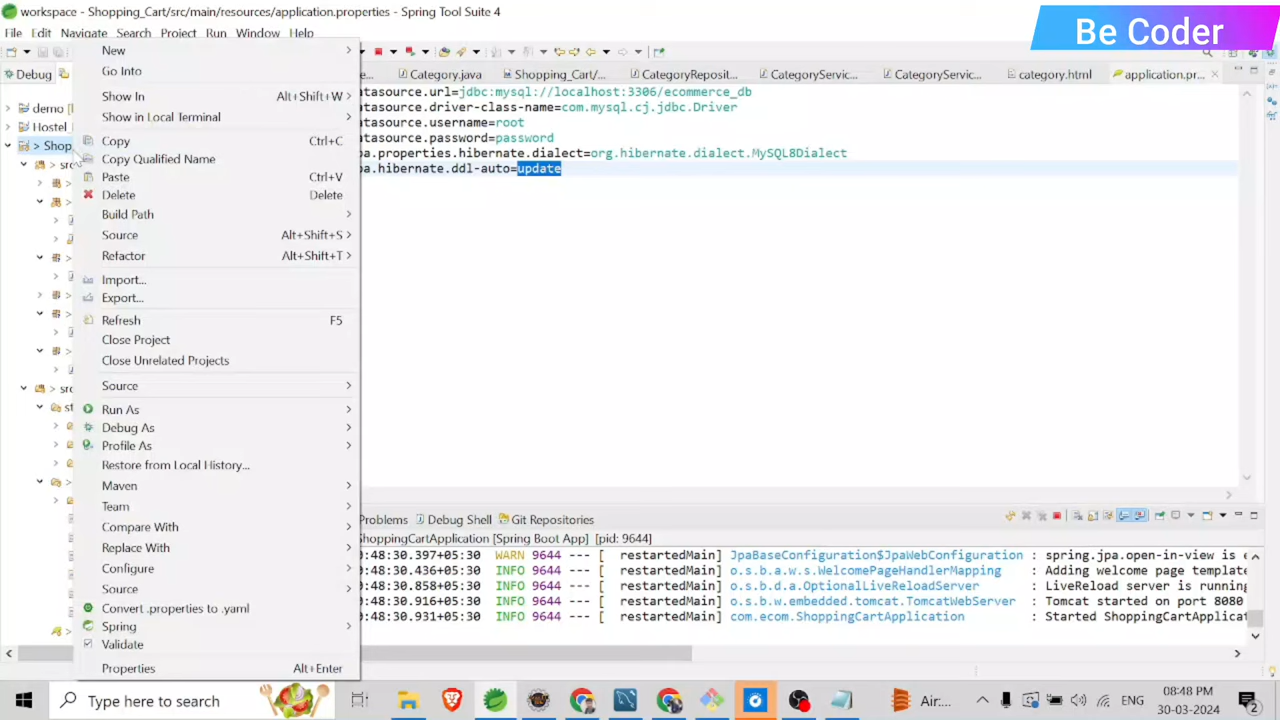 workspace - Shopping_Cart/src/main/resources/application.properties - Spring Tool Suite 4
Be Coder
File Edit Navigate Search Project Run Window Help
Debug
Category.java
Shopping_Cart/...
CategoryReposit...
CategoryServic...
CategoryServic...
category.html
application.pr...
demo
Hostel
> Shop
New
Go Into
Show In Alt+Shift+W >
Show in Local Terminal
Copy Ctrl+C
Copy Qualified Name
Paste Ctrl+V
Delete Delete
Build Path
Source Alt+Shift+S >
Refactor Alt+Shift+T >
Import...
Export...
Refresh F5
Close Project
Close Unrelated Projects
Source
Run As
Debug As
Profile As
Restore from Local History...
Maven
Team
Compare With
Replace With
Configure
Source
Convert .properties to .yaml
Spring
Validate
Properties Alt+Enter
atasource.url=jdbc:mysql://localhost:3306/ecommerce_db
atasource.driver-class-name=com.mysql.cj.jdbc.Driver
atasource.username=root
atasource.password=password
pa.properties.hibernate.dialect=org.hibernate.dialect.MySQL8Dialect
pa.hibernate.ddl-auto=update
Problems Debug Shell Git Repositories
ShoppingCartApplication [Spring Boot App] [pid: 9644]
0:48:30.397+05:30 WARN 9644 --- [ restartedMain] JpaBaseConfiguration$JpaWebConfiguration : spring.jpa.open-in-view is e
0:48:30.436+05:30 INFO 9644 --- [ restartedMain] o.s.b.a.w.s.WelcomePageHandlerMapping : Adding welcome page template
0:48:30.858+05:30 INFO 9644 --- [ restartedMain] o.s.b.d.a.OptionalLiveReloadServer : LiveReload server is running
0:48:30.916+05:30 INFO 9644 --- [ restartedMain] o.s.b.w.embedded.tomcat.TomcatWebServer : Tomcat started on port 8080
0:48:30.931+05:30 INFO 9644 --- [ restartedMain] com.ecom.ShoppingCartApplication : Started ShoppingCartApplicat
Type here to search
Air...
ENG
08:48 PM
30-03-2024
2